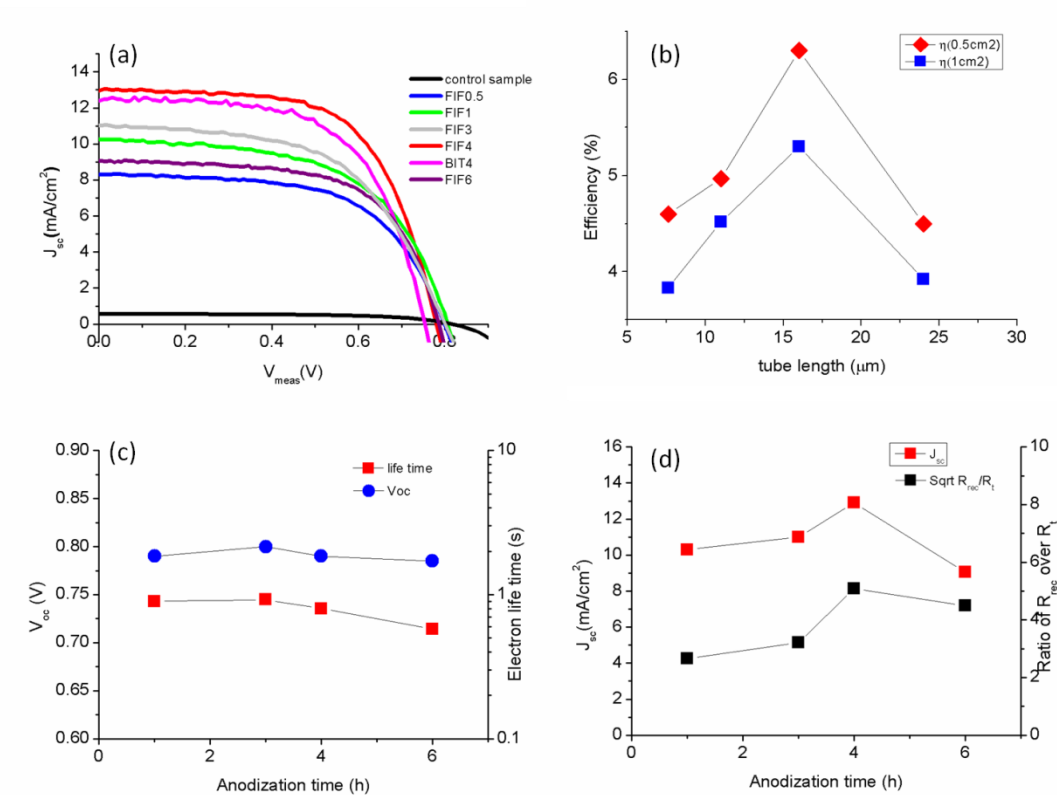 (a)
14
12
10
8
6
4
2
0
J_sc(mA/cm²)
0.0
0.2
0.4
0.6
0.8
V_meas(V)
control sample
FIF0.5
FIF1
FIF3
FIF4
BIT4
FIF6
(b)
η(0.5cm2)
η(1cm2)
6
5
4
Efficiency (%)
5
10
15
20
25
30
tube length (μm)
(c)
life time
Voc
0.90
0.85
0.80
0.75
0.70
0.65
0.60
V_oc (V)
10
1
0.1
Electron life time (s)
0
2
4
6
Anodization time (h)
(d)
J_sc
Sqrt R_rec/R_t
16
14
12
10
8
6
4
2
0
J_sc(mA/cm²)
10
8
6
4
2
0
Ratio of R_rec over R_t
0
2
4
6
Anodization time (h)